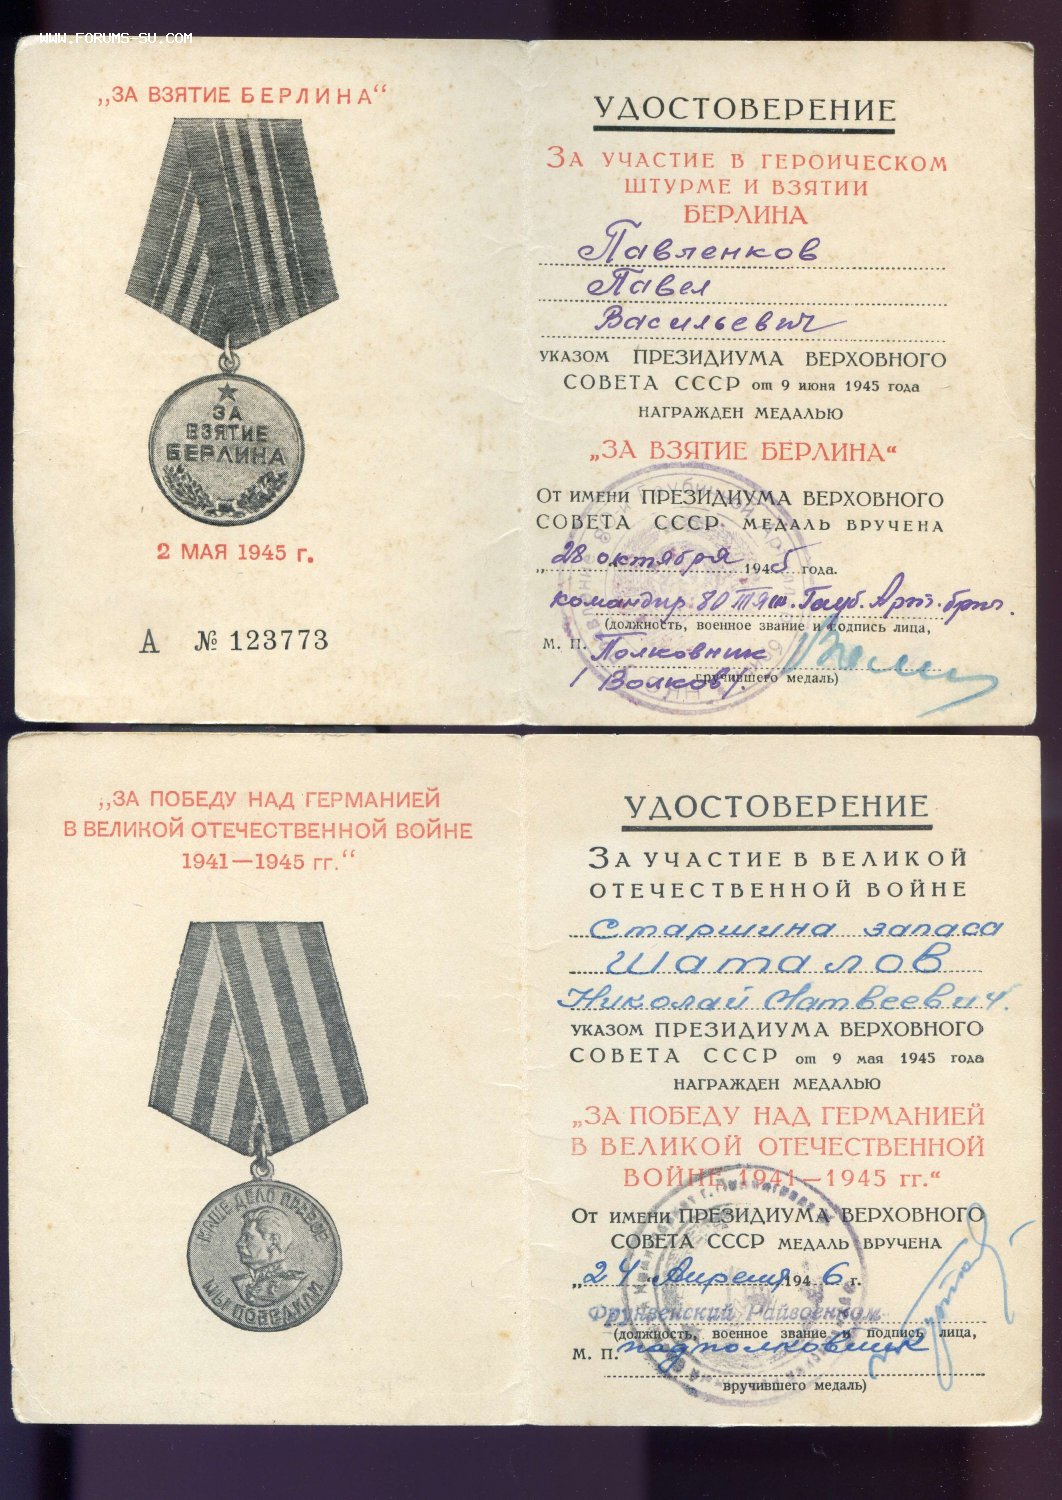 WWW.FORUMS-SU.COM
„ЗА ВЗЯТИЕ БЕРЛИНА“
ЗА
ВЗЯТИЕ
БЕРЛИНА
2 МАЯ 1945 г.
А № 123773
УДОСТОВЕРЕНИЕ
ЗА УЧАСТИЕ В ГЕРОИЧЕСКОМ
ШТУРМЕ И ВЗЯТИИ
БЕРЛИНА
Павленков
Павел
Васильевич
УКАЗОМ ПРЕЗИДИУМА ВЕРХОВНОГО
СОВЕТА СССР от 9 июня 1945 года
НАГРАЖДЕН МЕДАЛЬЮ
„ЗА ВЗЯТИЕ БЕРЛИНА“
ОТ ИМЕНИ ПРЕЗИДИУМА ВЕРХОВНОГО
СОВЕТА СССР МЕДАЛЬ ВРУЧЕНА
„28 октября 1945 года.
командир 80 Тяж. Гауб. Арт. бриг.
(должность, военное звание и подпись лица,
М. П. Полковник
/Волков/.
вручившего медаль)
„ЗА ПОБЕДУ НАД ГЕРМАНИЕЙ
В ВЕЛИКОЙ ОТЕЧЕСТВЕННОЙ ВОЙНЕ
1941—1945 гг.“
НАШЕ ДЕЛО ПРАВОЕ
МЫ ПОБЕДИЛИ
УДОСТОВЕРЕНИЕ
ЗА УЧАСТИЕ В ВЕЛИКОЙ
ОТЕЧЕСТВЕННОЙ ВОЙНЕ
Старшина запаса
Шаталов
Николай Матвеевич.
УКАЗОМ ПРЕЗИДИУМА ВЕРХОВНОГО
СОВЕТА СССР от 9 мая 1945 года
НАГРАЖДЕН МЕДАЛЬЮ
„ЗА ПОБЕДУ НАД ГЕРМАНИЕЙ
В ВЕЛИКОЙ ОТЕЧЕСТВЕННОЙ
ВОЙНЕ 1941—1945 гг.“
ОТ ИМЕНИ ПРЕЗИДИУМА ВЕРХОВНОГО
СОВЕТА СССР МЕДАЛЬ ВРУЧЕНА
„24 Апреля 1946 г.
Фрунзенский Райвоенком
(должность, военное звание и подпись лица,
М. П. подполковник
вручившего медаль)